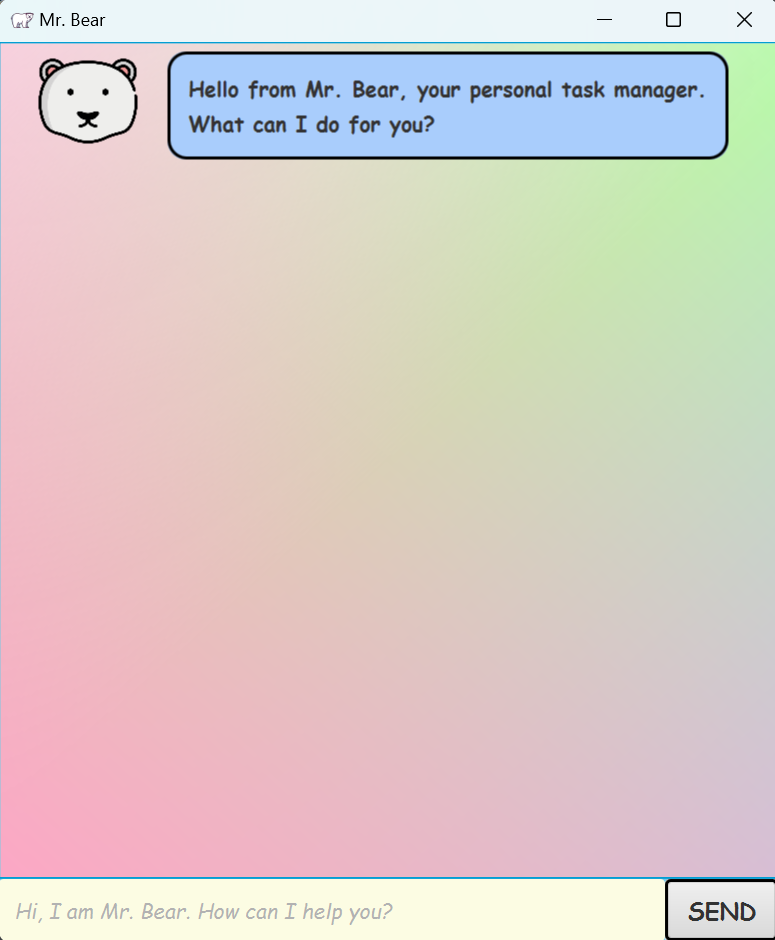 Mr. Bear
Hello from Mr. Bear, your personal task manager.
What can I do for you?
Hi, I am Mr. Bear. How can I help you?
SEND